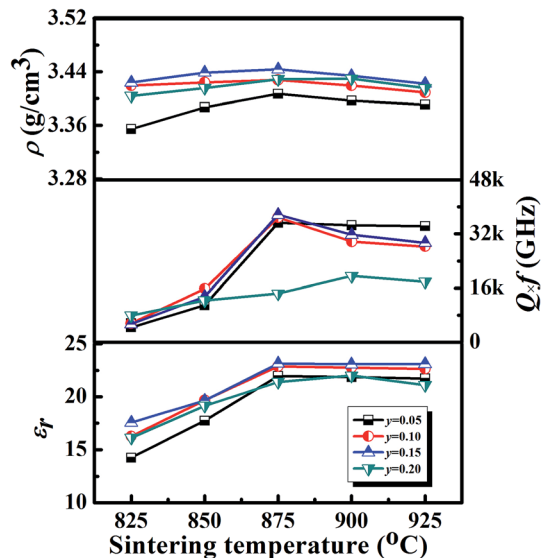 3.52
3.44
3.36
3.28
ρ (g/cm³)
48k
32k
16k
0
Q×f (GHz)
25
20
15
10
εr
y=0.05
y=0.10
y=0.15
y=0.20
825 850 875 900 925
Sintering temperature (°C)